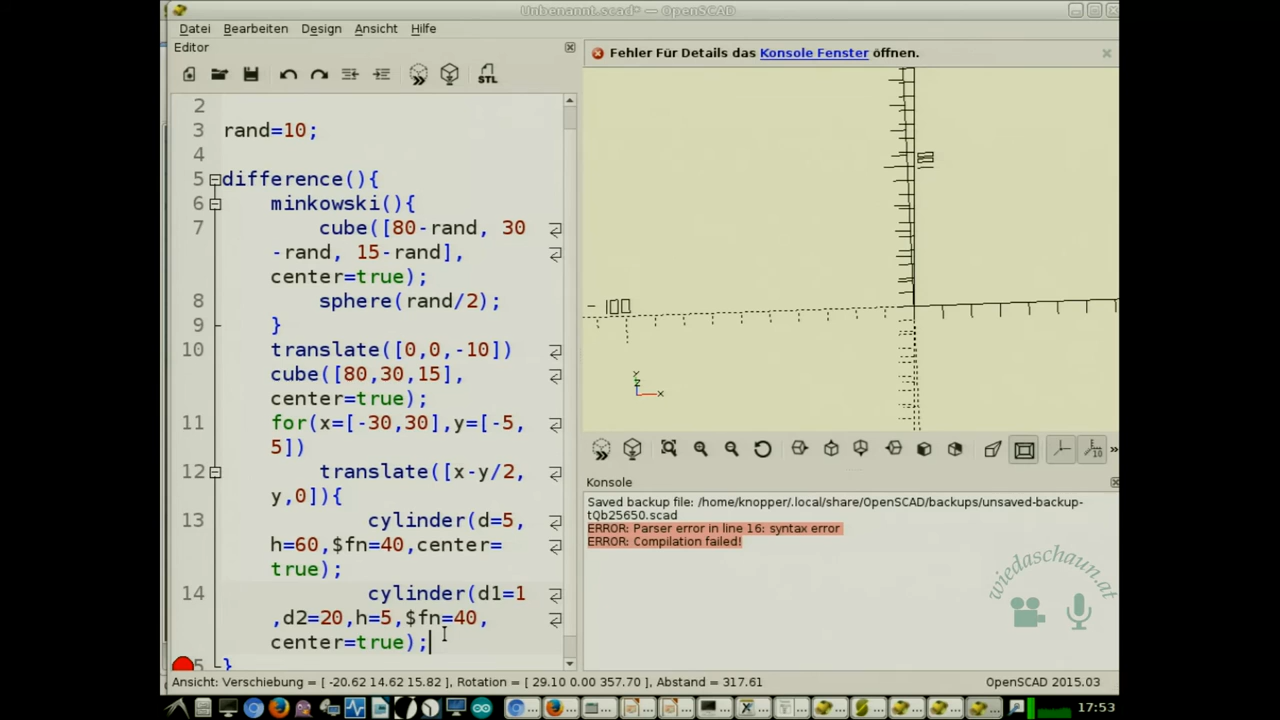 Unbenannt.scad* — OpenSCAD
Datei Bearbeiten Design Ansicht Hilfe
Editor
STL
2
3 rand=10;
4
5 difference(){
6 minkowski(){
7 cube([80-rand, 30
-rand, 15-rand],
center=true);
8 sphere(rand/2);
9 }
10 translate([0,0,-10])
cube([80,30,15],
center=true);
11 for(x=[-30,30],y=[-5,
5])
12 translate([x-y/2,
y,0]){
13 cylinder(d=5,
h=60,$fn=40,center=
true);
14 cylinder(d1=1
,d2=20,h=5,$fn=40,
center=true);
5 }
Fehler Für Details das Konsole Fenster öffnen.
- 100
Y
Z
x
10
»
Konsole
Saved backup file: /home/knopper/.local/share/OpenSCAD/backups/unsaved-backup-
tQb25650.scad
ERROR: Parser error in line 16: syntax error
ERROR: Compilation failed!
wiedaschaun.at
Ansicht: Verschiebung = [ -20.62 14.62 15.82 ], Rotation = [ 29.10 0.00 357.70 ], Abstand = 317.61
OpenSCAD 2015.03
17:53